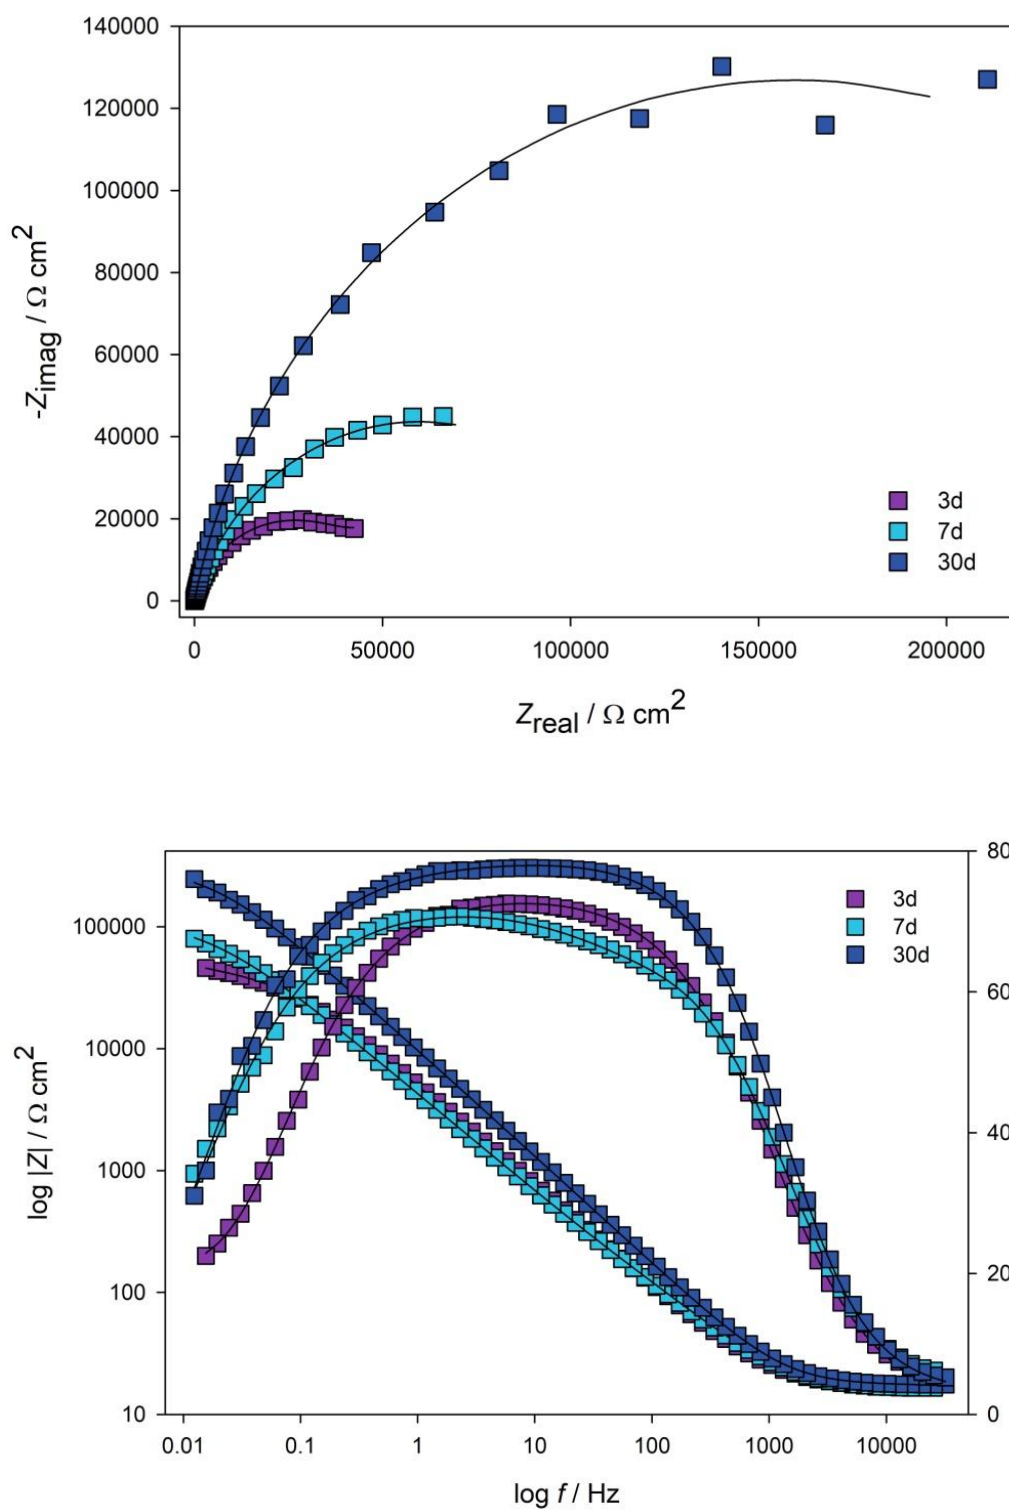 140000
120000
100000
80000
60000
40000
20000
0
-Zimag / Ω cm2
3d
7d
30d
0 50000 100000 150000 200000
Zreal / Ω cm2
80
60
40
20
0
100000
10000
1000
100
10
log |Z| / Ω cm2
3d
7d
30d
0.01 0.1 1 10 100 1000 10000
log f / Hz